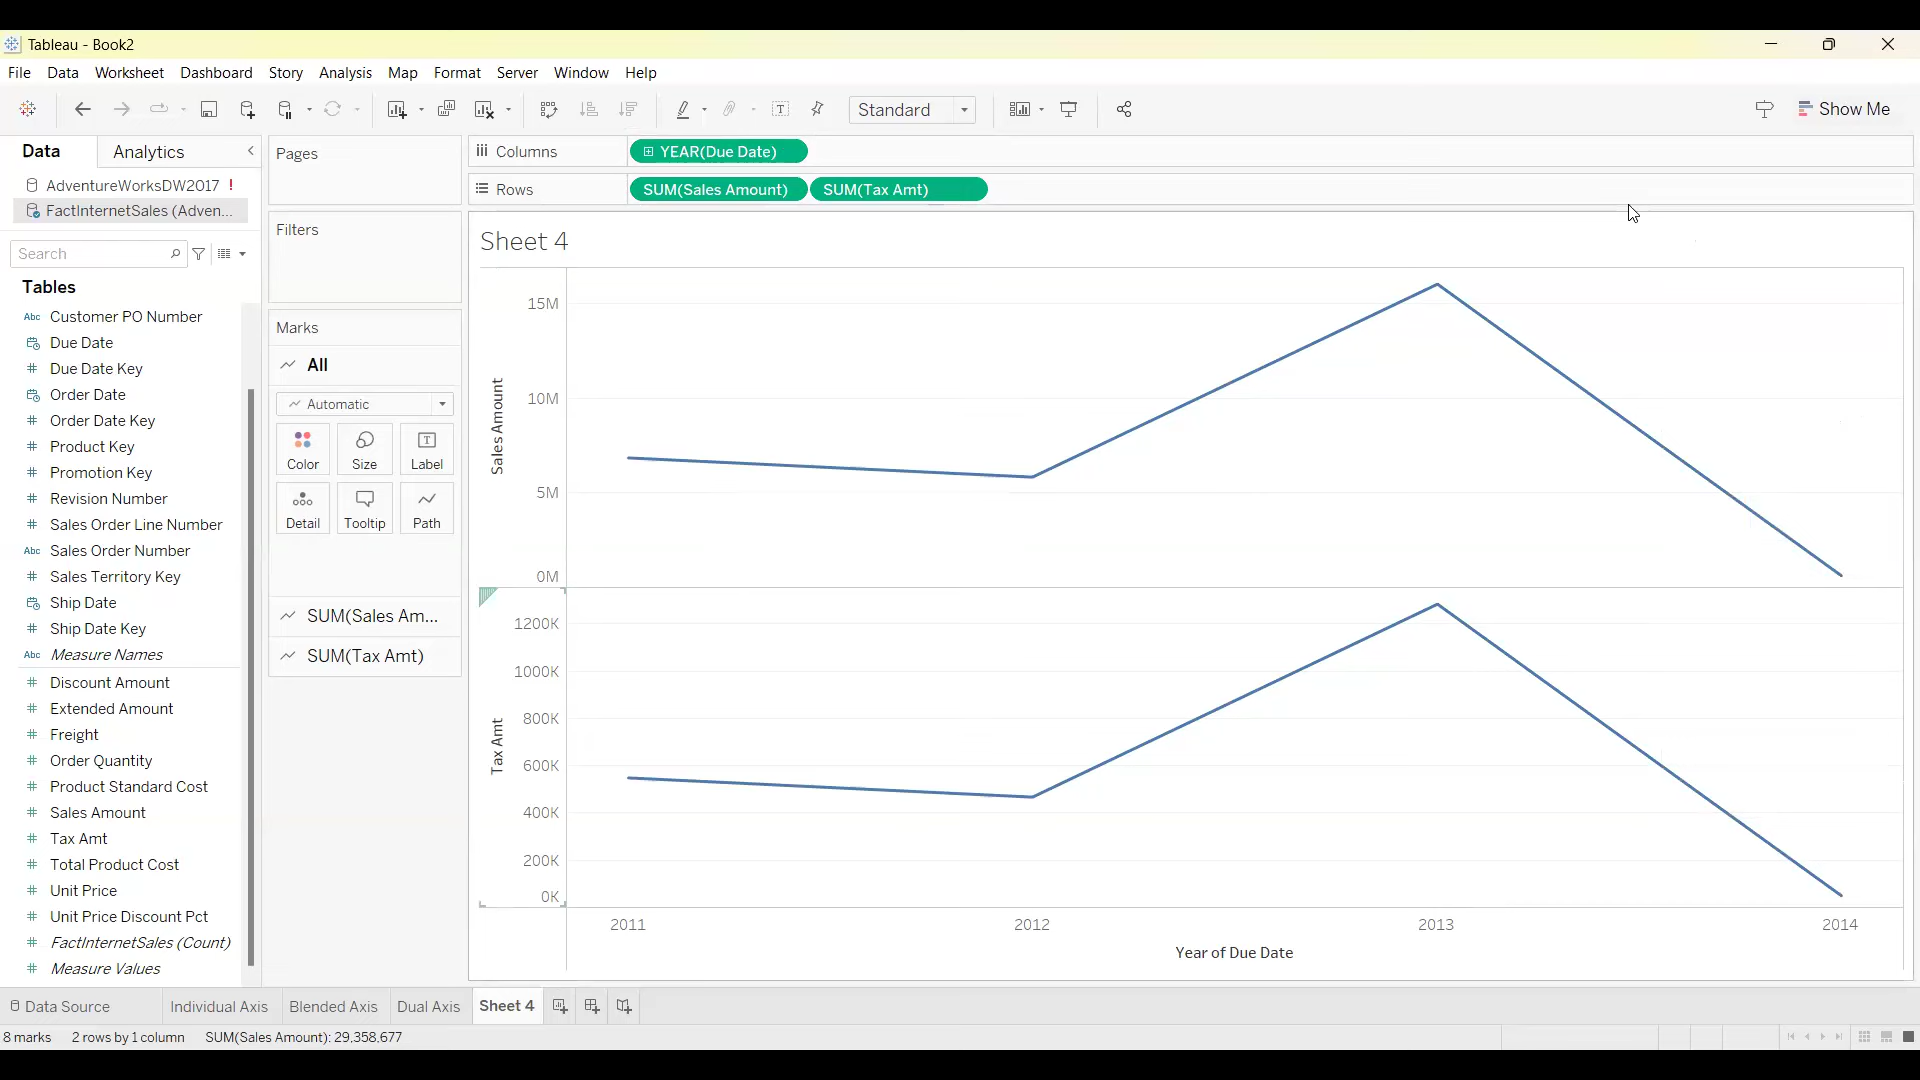 Tableau - Book2
File Data Worksheet Dashboard Story Analysis Map Format Server Window Help
Standard
Show Me
Data Analytics
AdventureWorksDW2017 !
FactInternetSales (Adven...
Search
Tables
Abc Customer PO Number
Due Date
# Due Date Key
Order Date
# Order Date Key
# Product Key
# Promotion Key
# Revision Number
# Sales Order Line Number
Abc Sales Order Number
# Sales Territory Key
Ship Date
# Ship Date Key
Abc Measure Names
# Discount Amount
# Extended Amount
# Freight
# Order Quantity
# Product Standard Cost
# Sales Amount
# Tax Amt
# Total Product Cost
# Unit Price
# Unit Price Discount Pct
# FactInternetSales (Count)
# Measure Values
Pages
Filters
Marks
All
Automatic
Color Size Label
Detail Tooltip Path
SUM(Sales Am...
SUM(Tax Amt)
Columns YEAR(Due Date)
Rows SUM(Sales Amount) SUM(Tax Amt)
Sheet 4
Sales Amount
15M
10M
5M
0M
Tax Amt
1200K
1000K
800K
600K
400K
200K
0K
2011 2012 2013 2014
Year of Due Date
Data Source Individual Axis Blended Axis Dual Axis Sheet 4
8 marks 2 rows by 1 column SUM(Sales Amount): 29,358,677